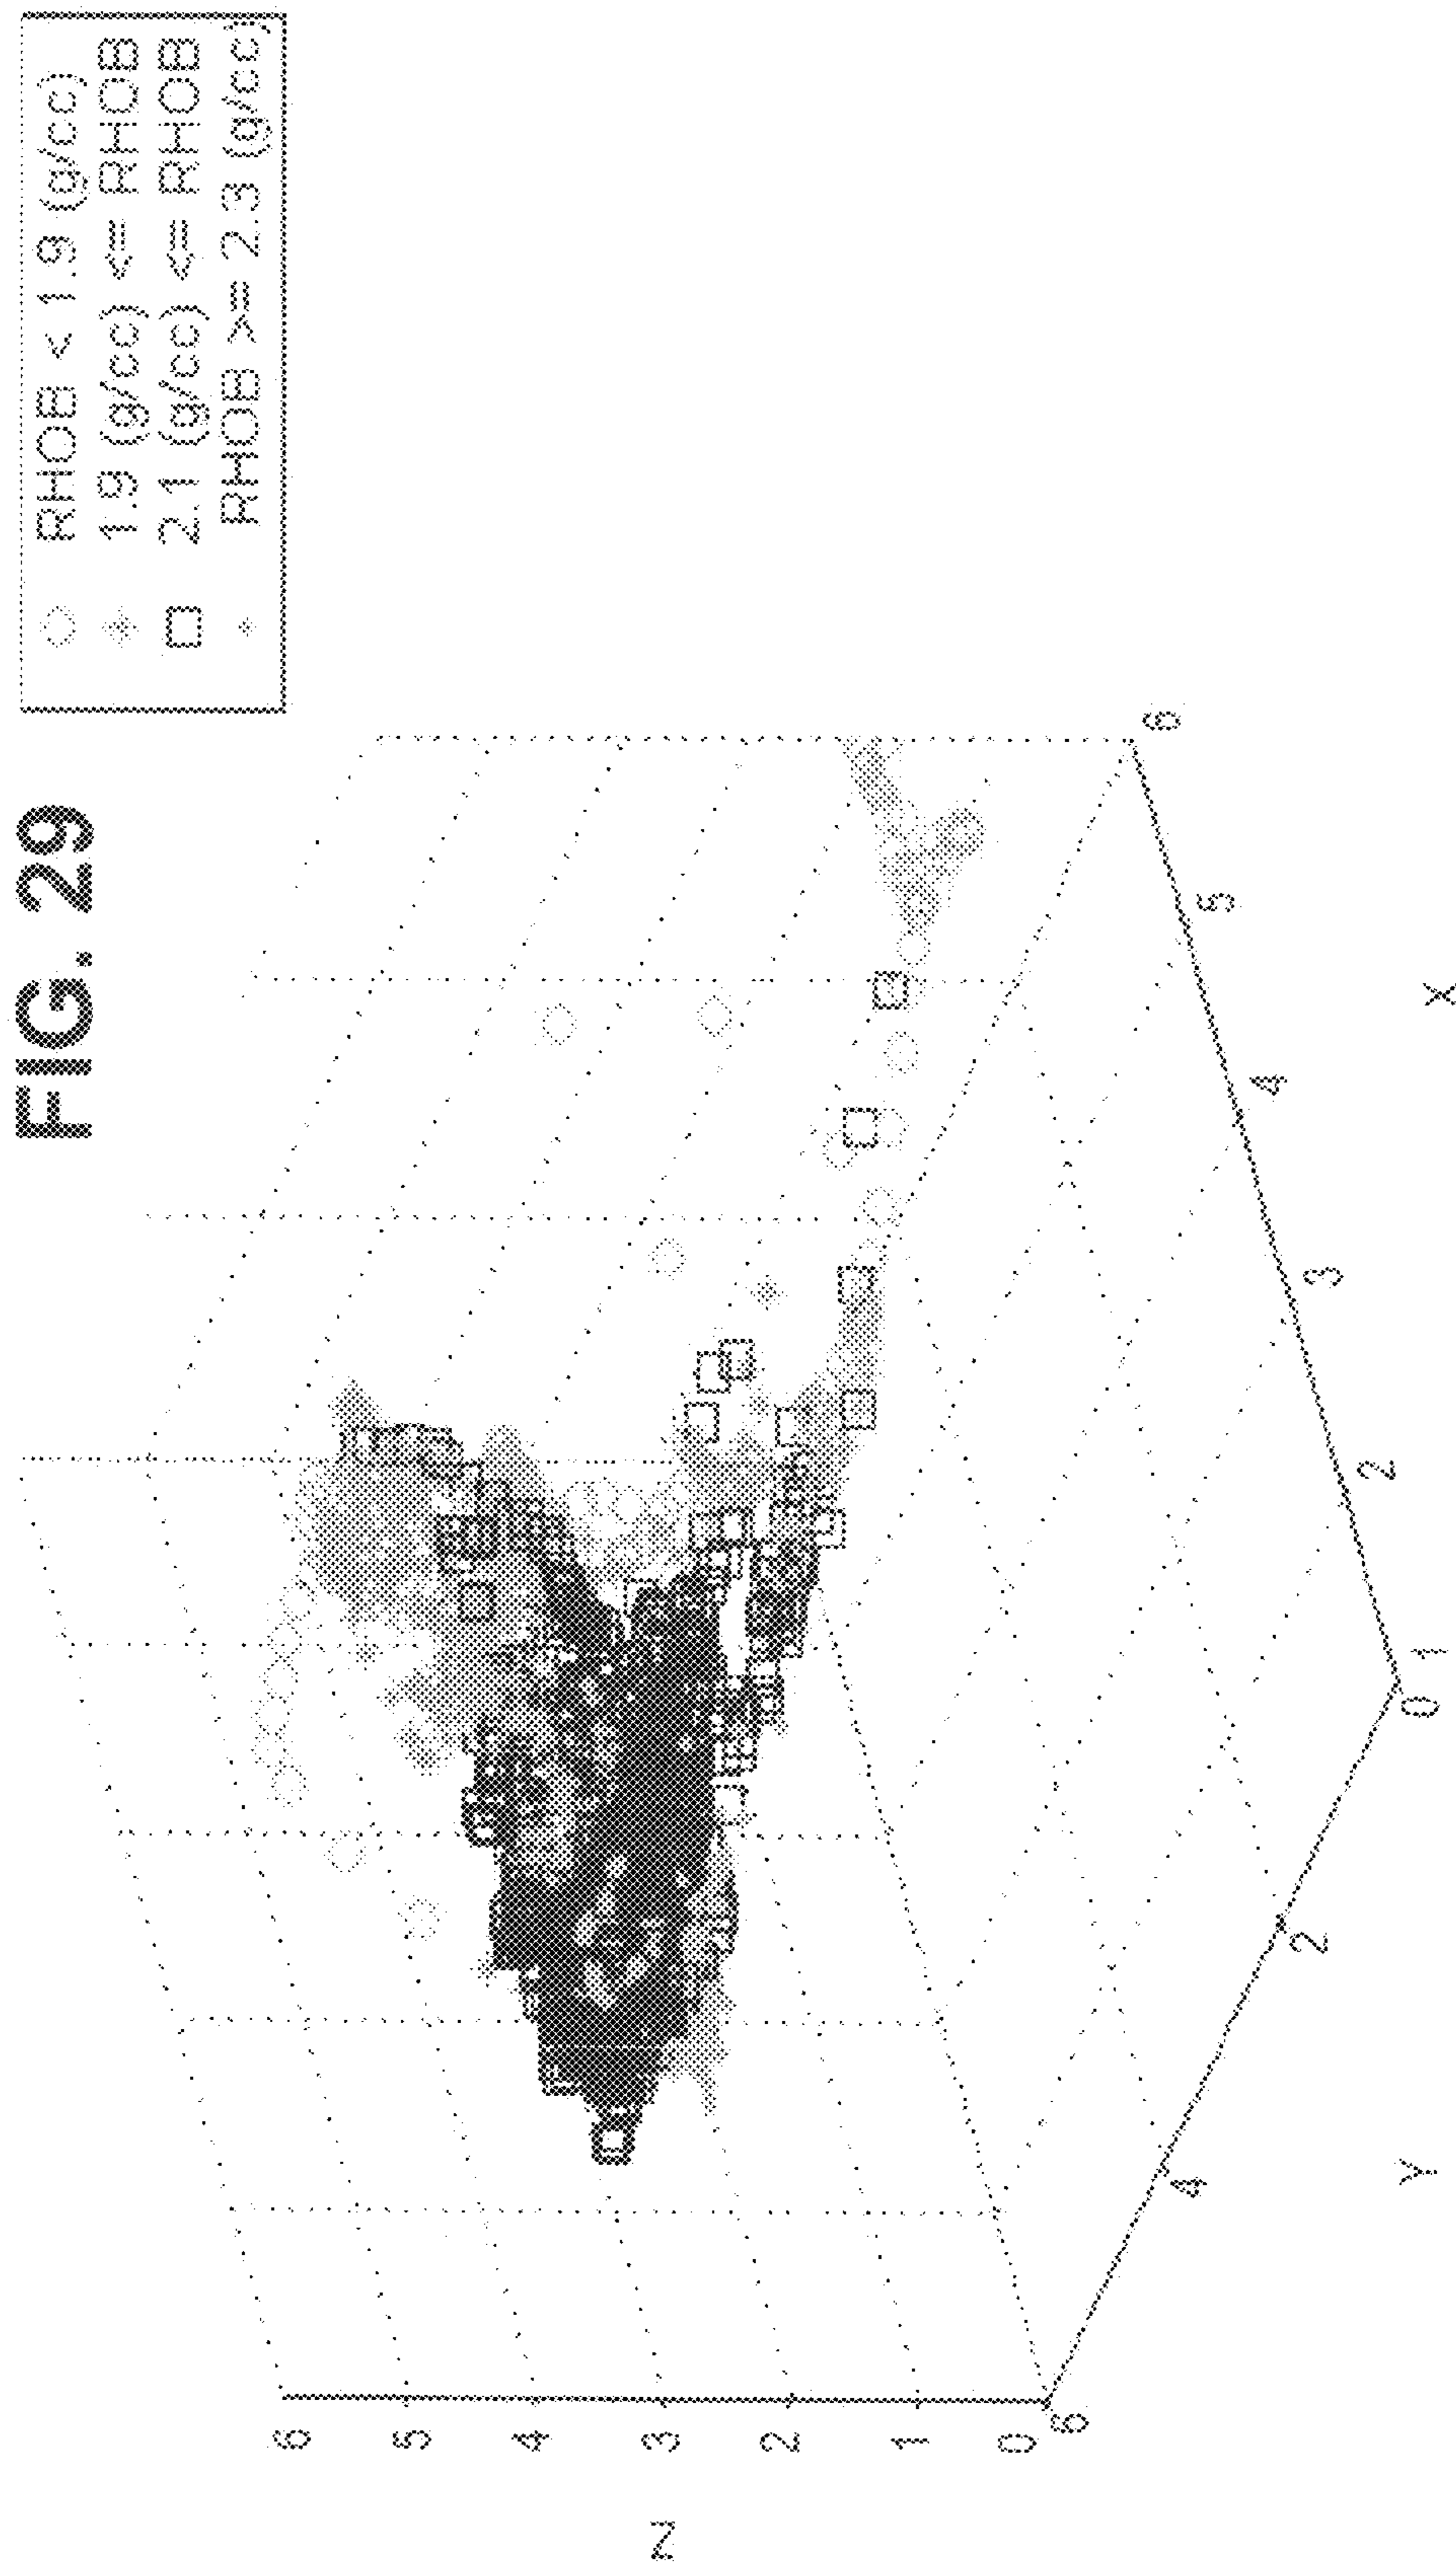 FIG. 29
RHOB < 1.9 (g/cc)
1.9 (g/cc) <= RHOB
2.1 (g/cc) <= RHOB
RHOB >= 2.3 (g/cc)
Z
6
5
4
3
2
1
0
6
4
2
0
Y
1
2
3
4
5
6
X